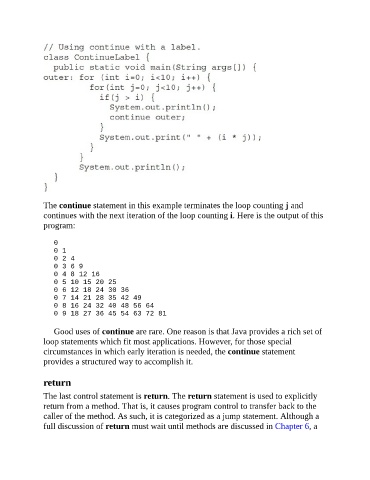 // Using continue with a label.
class ContinueLabel {
public static void main(String args[]) {
outer: for (int i=0; i<10; i++) {
for(int j=0; j<10; j++) {
if(j > i) {
System.out.println();
continue outer;
}
System.out.print(" " + (i * j));
}
}
System.out.println();
}
}
The continue statement in this example terminates the loop counting j and
continues with the next iteration of the loop counting i. Here is the output of this
program:
0
0 1
0 2 4
0 3 6 9
0 4 8 12 16
0 5 10 15 20 25
0 6 12 18 24 30 36
0 7 14 21 28 35 42 49
0 8 16 24 32 40 48 56 64
0 9 18 27 36 45 54 63 72 81
Good uses of continue are rare. One reason is that Java provides a rich set of
loop statements which fit most applications. However, for those special
circumstances in which early iteration is needed, the continue statement
provides a structured way to accomplish it.
return
The last control statement is return. The return statement is used to explicitly
return from a method. That is, it causes program control to transfer back to the
caller of the method. As such, it is categorized as a jump statement. Although a
full discussion of return must wait until methods are discussed in Chapter 6, a